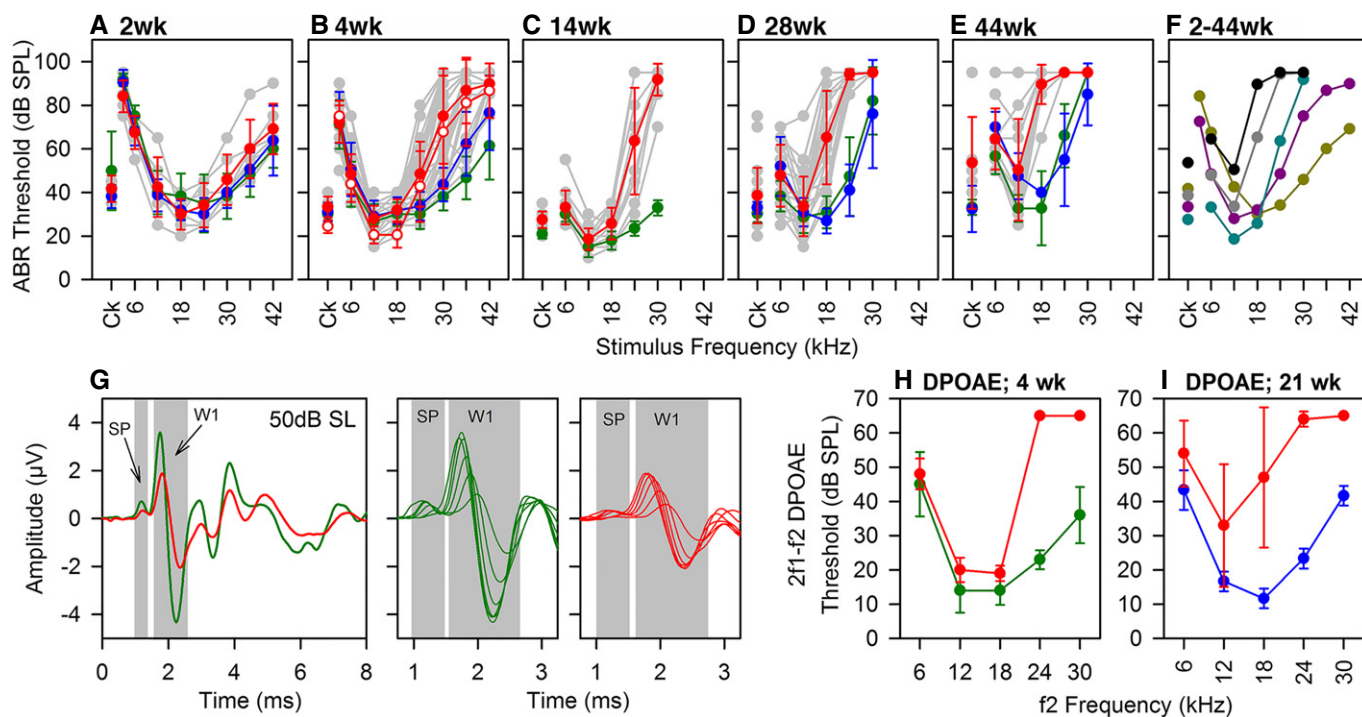 A 2wk
B 4wk
C 14wk
D 28wk
E 44wk
F 2-44wk
ABR Threshold (dB SPL)
100
80
60
40
20
0
Ck 6 18 30 42
Ck 6 18 30 42
Ck 6 18 30 42
Ck 6 18 30 42
Ck 6 18 30 42
Ck 6 18 30 42
Stimulus Frequency (kHz)
G
Amplitude (µV)
4
2
0
-2
-4
SP
W1
50dB SL
0 2 4 6 8
Time (ms)
SP W1
1 2 3
SP W1
1 2 3
Time (ms)
H DPOAE; 4 wk
2f1-f2 DPOAE
Threshold (dB SPL)
70
60
50
40
30
20
10
0
6 12 18 24 30
I DPOAE; 21 wk
70
60
50
40
30
20
10
0
6 12 18 24 30
f2 Frequency (kHz)